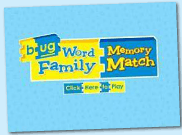 bug Word Memory
Family Match
Click Here to Play